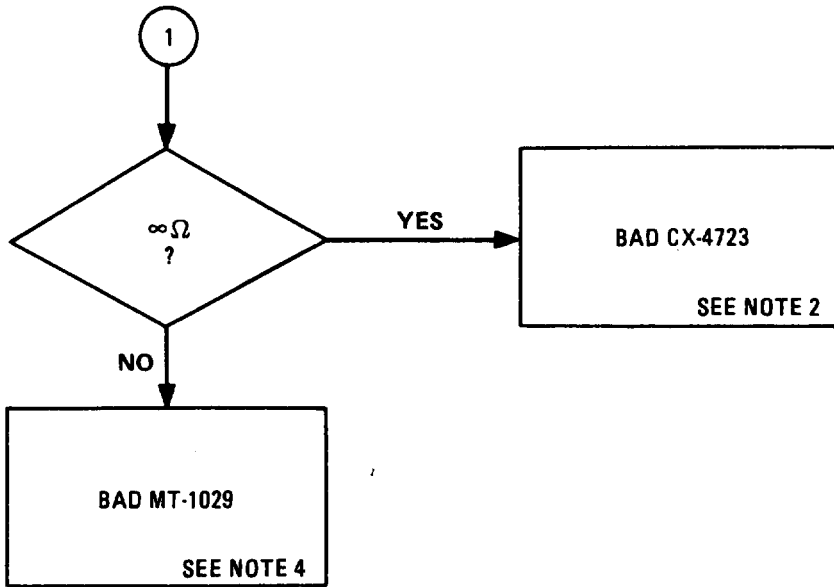 1
∞Ω
?
YES
BAD CX-4723
SEE NOTE 2
NO
BAD MT-1029
SEE NOTE 4